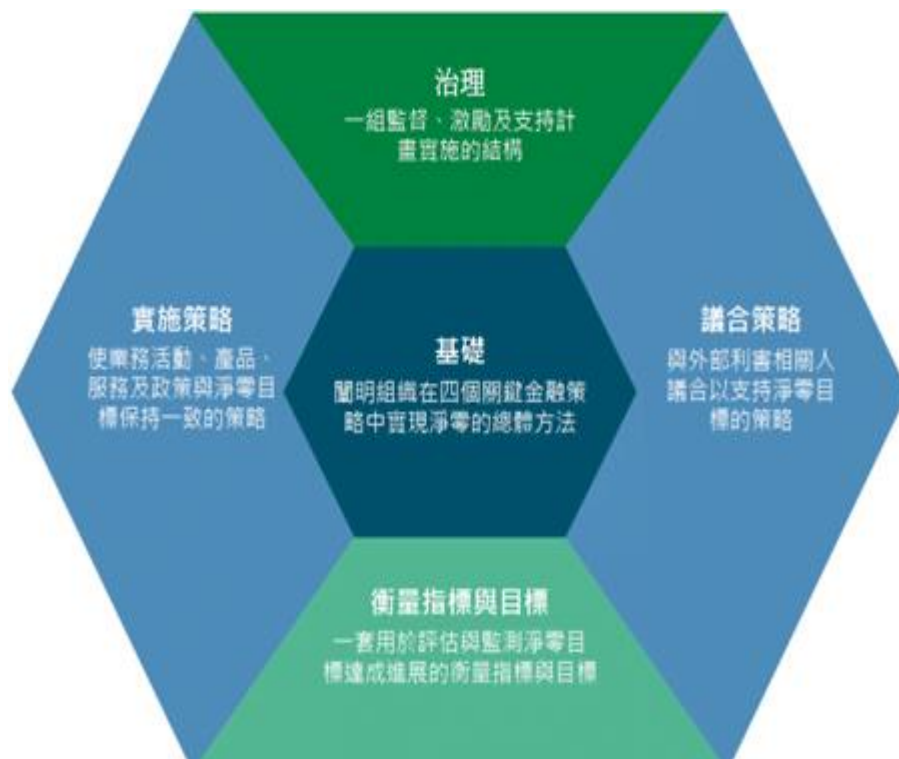 治理
一組監督、激勵及支持計
畫實施的結構
實施策略
使業務活動、產品、
服務及政策與淨零目
標保持一致的策略
基礎
闡明組織在四個關鍵金融策
略中實現淨零的總體方法
議合策略
與外部利害相關人
議合以支持淨零目
標的策略
衡量指標與目標
一套用於評估與監測淨零目
標達成進展的衡量指標與目標